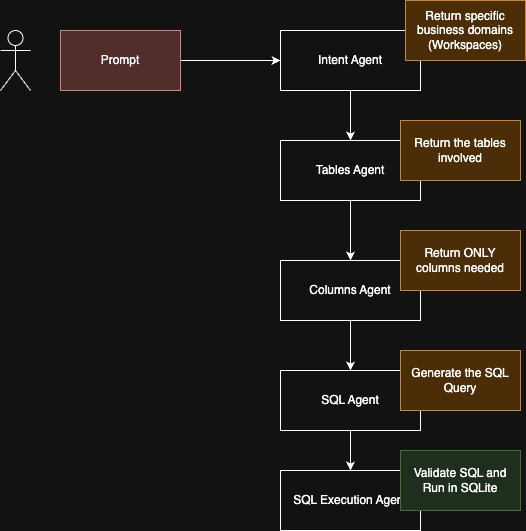 Return specific
business domains
(Workspaces)
Prompt
Intent Agent
Return the tables
involved
Tables Agent
Return ONLY
columns needed
Columns Agent
Generate the SQL
Query
SQL Agent
Validate SQL and
Run in SQLite
SQL Execution Agen